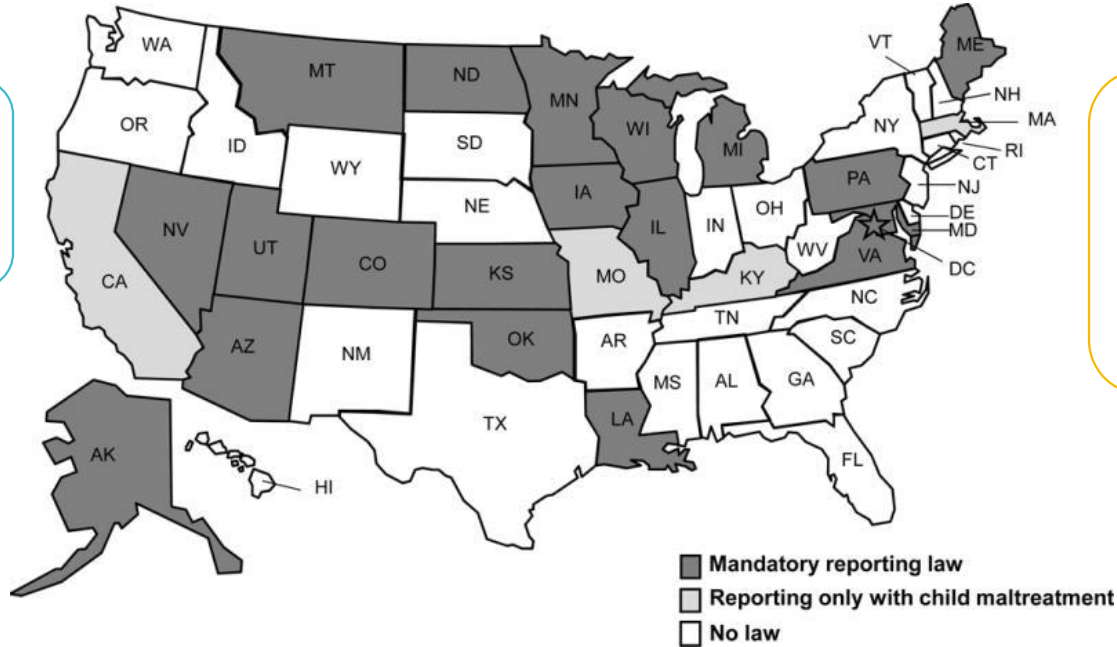 WA
MT
ND
MN
VT
ME
NH
MA
RI
CT
NY
OR
ID
SD
WI
MI
WY
PA
NJ
IA
NE
OH
DE
MD
NV
IL
IN
UT
WV
VA
DC
CO
CA
KS
MO
KY
NC
TN
OK
AZ
NM
AR
SC
MS
AL
GA
TX
LA
AK
FL
HI
Mandatory reporting law
Reporting only with child maltreatment
No law